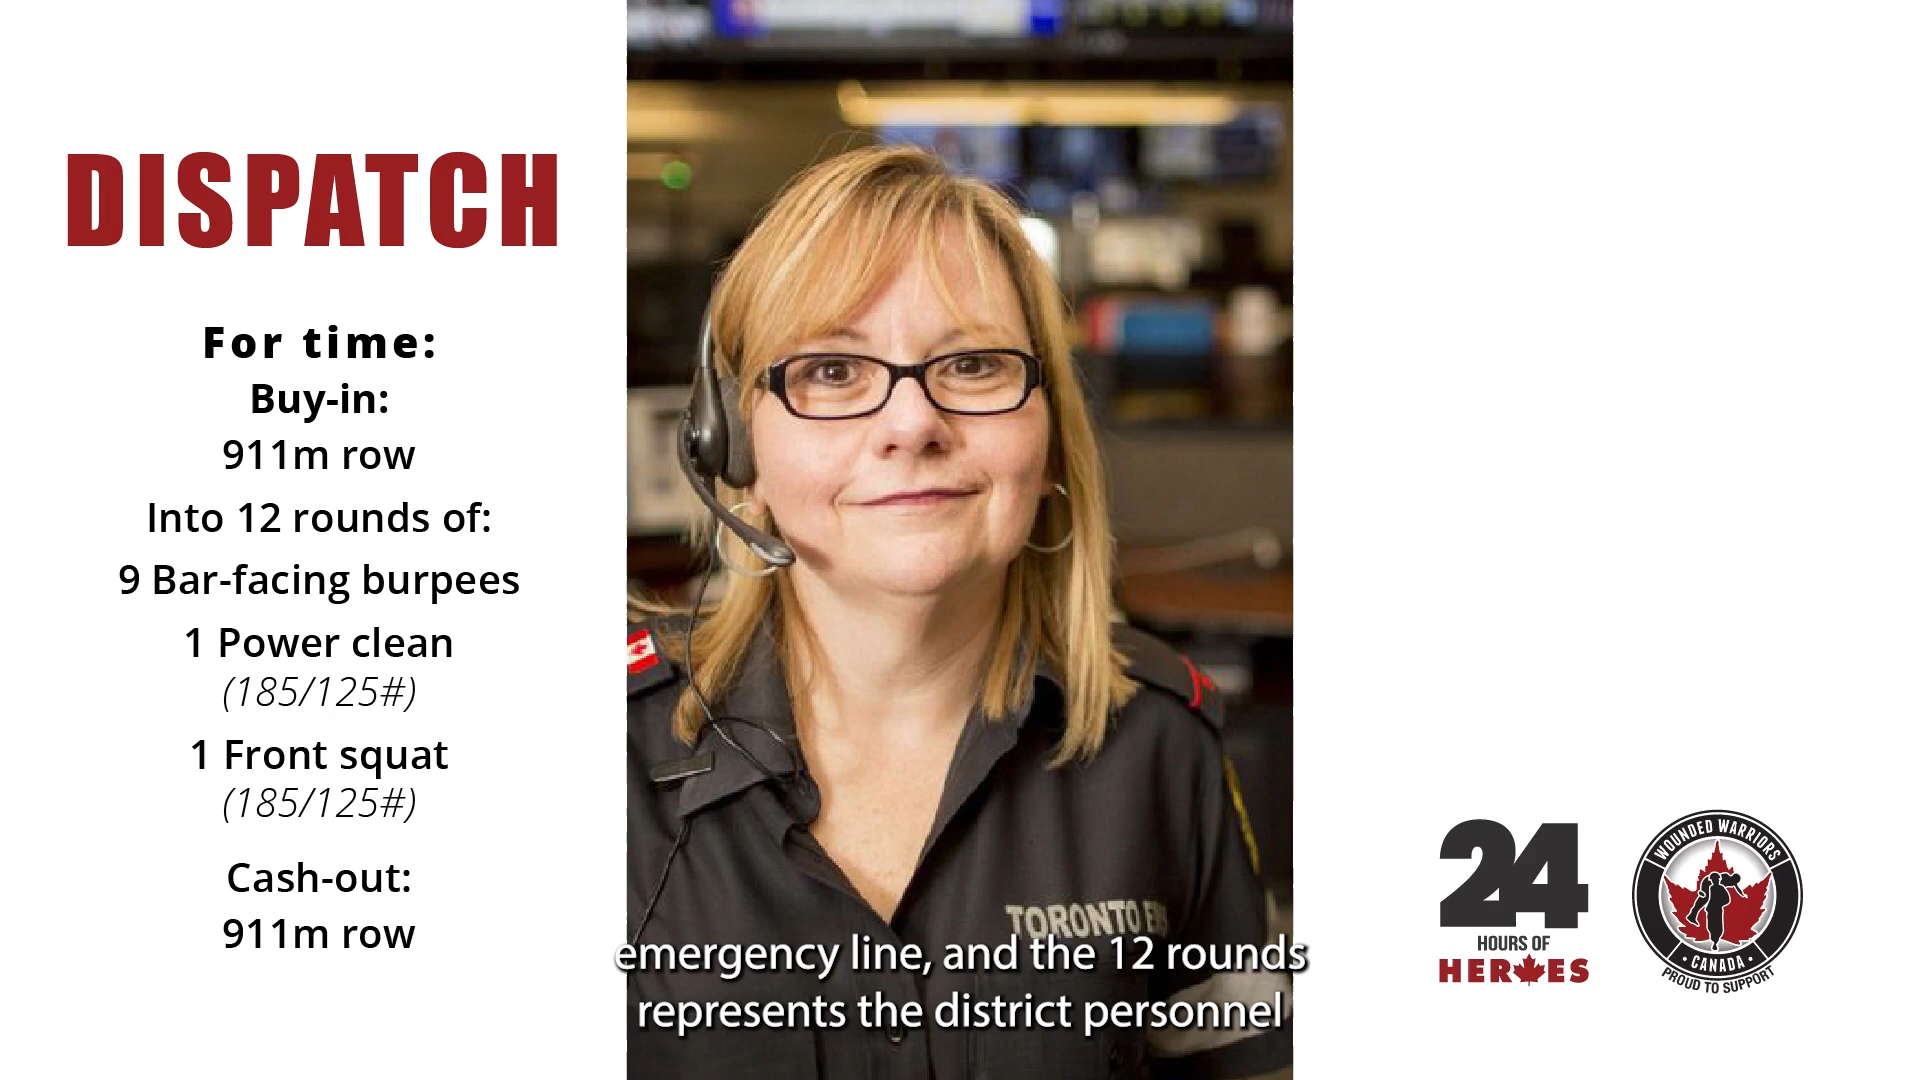 DISPATCH
For time:
Buy-in:
911m row
Into 12 rounds of:
9 Bar-facing burpees
1 Power clean
(185/125#)
1 Front squat
(185/125#)
Cash-out:
911m row
TORONTO
emergency line, and the 12 rounds
represents the district personnel
24
HOURS OF
HEROES
WOUNDED WARRIORS
• CANADA •
PROUD TO SUPPORT